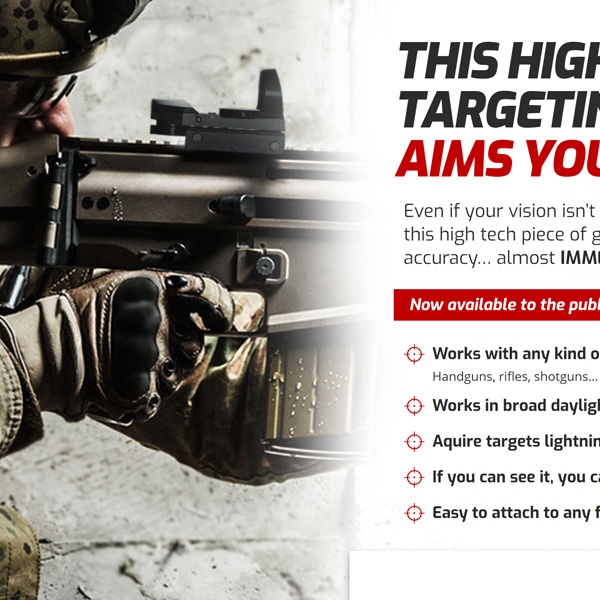 THIS HIGH
TARGETIN
AIMS YOU
Even if your vision isn't
this high tech piece of g
accuracy... almost IMM
Now available to the publ
Works with any kind o
Handguns, rifles, shotguns...
Works in broad dayligh
Aquire targets lightnin
If you can see it, you ca
Easy to attach to any f